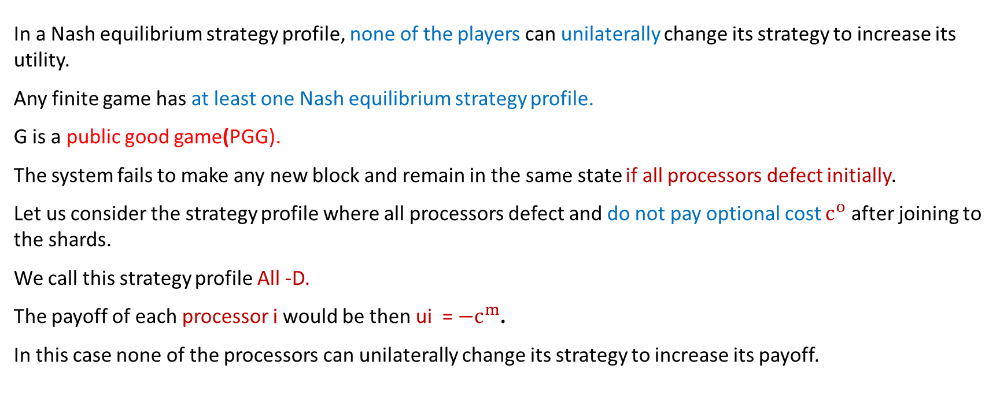 In a Nash equilibrium strategy profile, none of the players can unilaterally change its strategy to increase its
utility.
Any finite game has at least one Nash equilibrium strategy profile.
G is a public good game(PGG).
The system fails to make any new block and remain in the same state if all processors defect initially.
Let us consider the strategy profile where all processors defect and do not pay optional cost cᵒ after joining to
the shards.
We call this strategy profile All -D.
The payoff of each processor i would be then ui = −cᵐ.
In this case none of the processors can unilaterally change its strategy to increase its payoff.